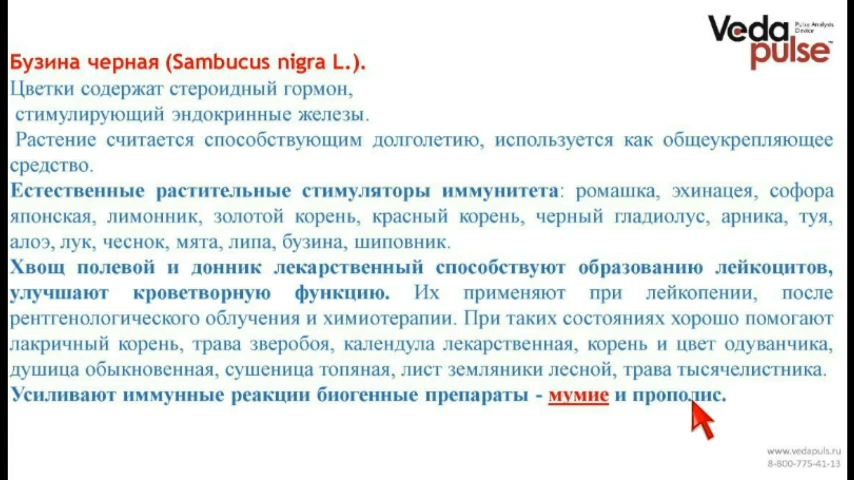 Veda
Pulse Analysis
Device
pulse™
Бузина черная (Sambucus nigra L.).
Цветки содержат стероидный гормон,
стимулирующий эндокринные железы.
Растение считается способствующим долголетию, используется как общеукрепляющее
средство.
Естественные растительные стимуляторы иммунитета: ромашка, эхинацея, софора
японская, лимонник, золотой корень, красный корень, черный гладиолус, арника, туя,
алоэ, лук, чеснок, мята, липа, бузина, шиповник.
Хвощ полевой и донник лекарственный способствуют образованию лейкоцитов,
улучшают кроветворную функцию. Их применяют при лейкопении, после
рентгенологического облучения и химиотерапии. При таких состояниях хорошо помогают
лакричный корень, трава зверобоя, календула лекарственная, корень и цвет одуванчика,
душица обыкновенная, сушеница топяная, лист земляники лесной, трава тысячелистника.
Усиливают иммунные реакции биогенные препараты - мумие и прополис.
www.vedapuls.ru
8-800-775-41-13